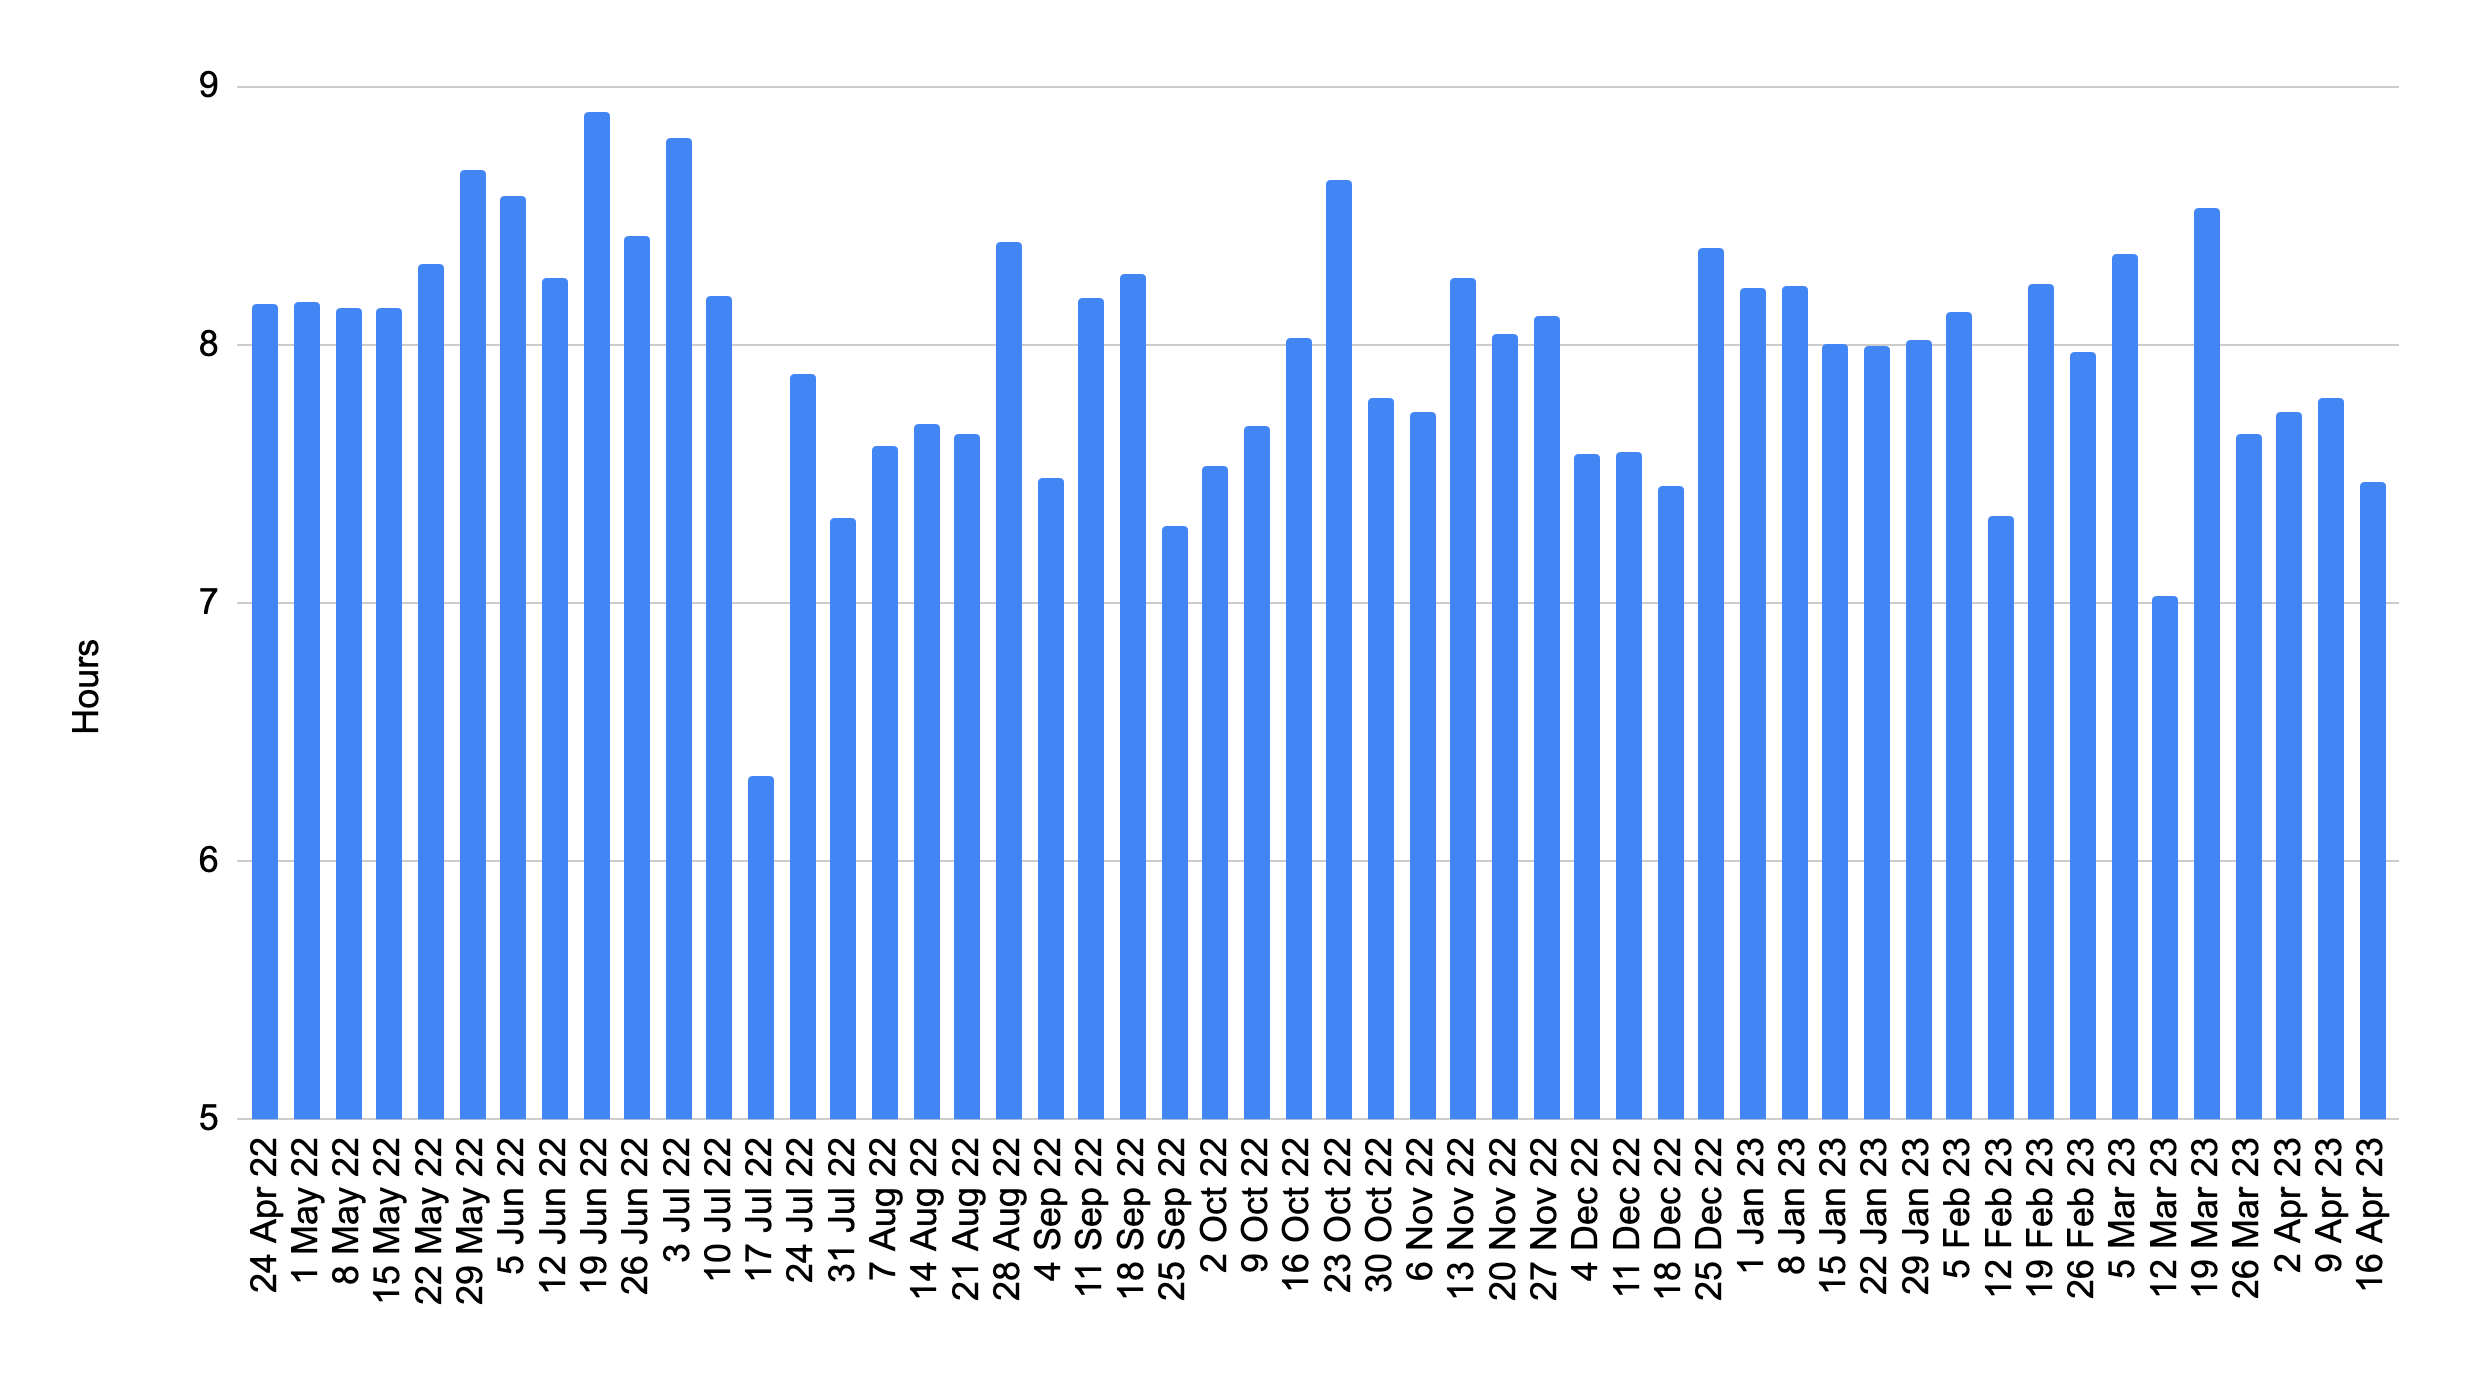 9
8
7
6
5
Hours
24 Apr 22
1 May 22
8 May 22
15 May 22
22 May 22
29 May 22
5 Jun 22
12 Jun 22
19 Jun 22
26 Jun 22
3 Jul 22
10 Jul 22
17 Jul 22
24 Jul 22
31 Jul 22
7 Aug 22
14 Aug 22
21 Aug 22
28 Aug 22
4 Sep 22
11 Sep 22
18 Sep 22
25 Sep 22
2 Oct 22
9 Oct 22
16 Oct 22
23 Oct 22
30 Oct 22
6 Nov 22
13 Nov 22
20 Nov 22
27 Nov 22
4 Dec 22
11 Dec 22
18 Dec 22
25 Dec 22
1 Jan 23
8 Jan 23
15 Jan 23
22 Jan 23
29 Jan 23
5 Feb 23
12 Feb 23
19 Feb 23
26 Feb 23
5 Mar 23
12 Mar 23
19 Mar 23
26 Mar 23
2 Apr 23
9 Apr 23
16 Apr 23